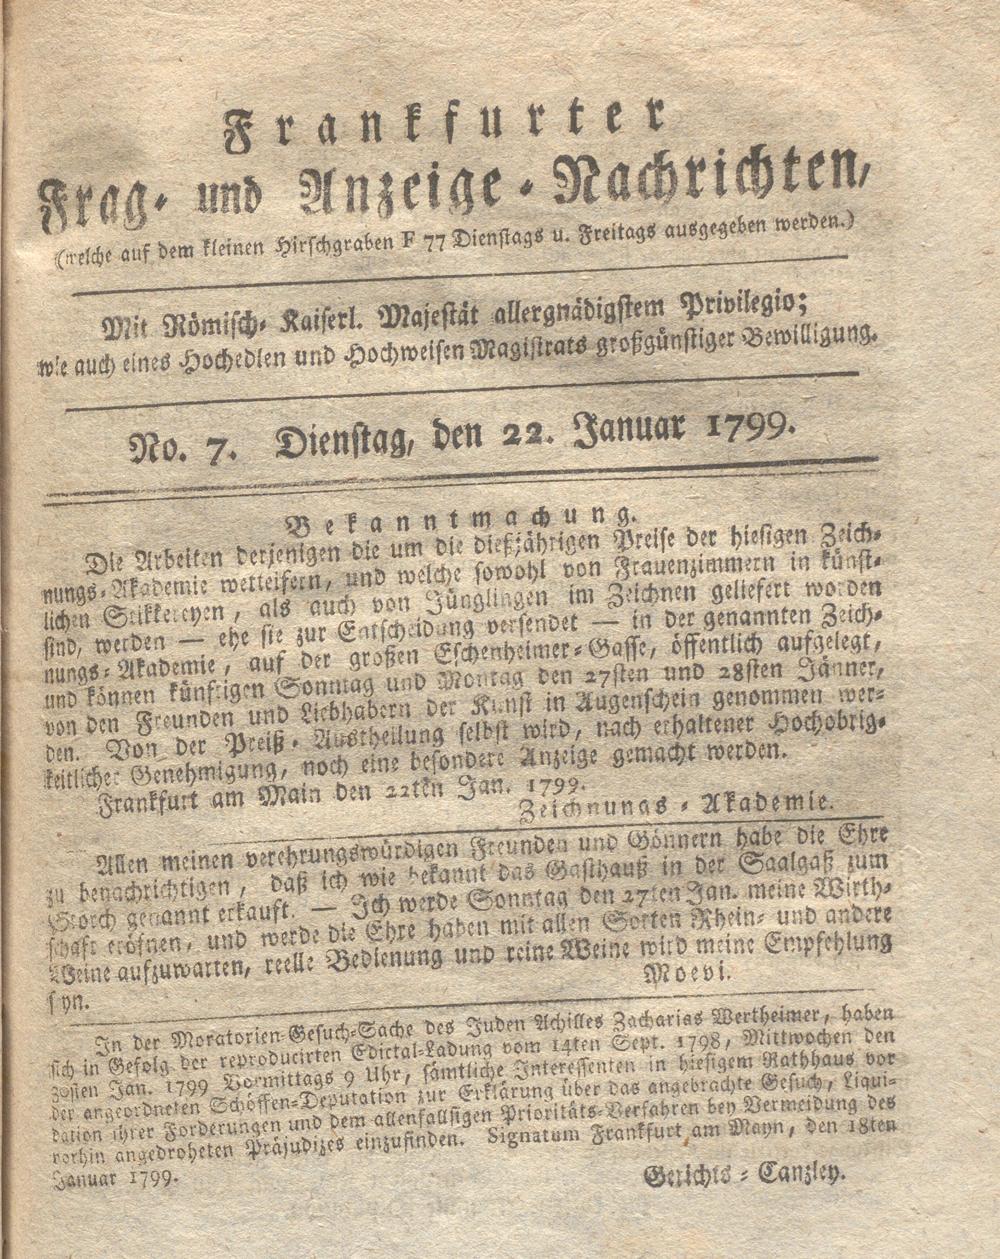 Frankfurter
Frag- und Anzeige-Nachrichten,
(welche auf dem kleinen Hirschgraben F 77 Dienstags u. Freitags ausgegeben werden.)
Mit Römisch-Kaiserl. Majestät allergnädigstem Privilegio;
wie auch eines Hochedlen und Hochweisen Magistrats großgünstiger Bewilligung.
No. 7. Dienstag, den 22. Januar 1799.
Bekanntmachung.
Die Arbeiten derjenigen die um die dießjährigen Preise der hiesigen Zeich-
nungs-Akademie wetteifern, und welche sowohl von Frauenzimmern in künst-
lichen Stikkereyen, als auch von Jünglingen im Zeichnen geliefert worden
sind, werden — ehe sie zur Entscheidung versendet — in der genannten Zeich-
nungs-Akademie, auf der großen Eschenheimer-Gasse, öffentlich aufgelegt,
und können künftigen Sonntag und Montag den 27sten und 28sten Jänner,
von den Freunden und Liebhabern der Kunst in Augenschein genommen wer-
den. Von der Preiß-Austheilung selbst wird, nach erhaltener Hochobrig-
keitlicher Genehmigung, noch eine besondere Anzeige gemacht werden.
Frankfurt am Main den 22ten Jan. 1799.
Zeichnungs-Akademie.
Allen meinen verehrungswürdigen Freunden und Gönnern habe die Ehre
zu benachrichtigen, daß ich wie bekannt das Gasthauß in der Saalgaß zum
Storch genannt erkauft. — Ich werde Sonntag den 27ten Jan. meine Wirth-
schaft eröfnen, und werde die Ehre haben mit allen Sorten Rhein- und andere
Weine aufzuwarten, reelle Bedienung und reine Weine wird meine Empfehlung
seyn.
Moevi.
In der Moratorien-Gesuch-Sache des Juden Achilles Zacharias Wertheimer, haben
sich in Gefolg der reproducirten Edictal-Ladung vom 14ten Sept. 1798, Mittwochen den
30sten Jan. 1799 Vormittags 9 Uhr, sämtliche Interessenten in hiesigem Rathhaus vor
der angeordneten Schöffen-Deputation zur Erklärung über das angebrachte Gesuch, Liqui-
dation ihrer Forderungen und dem allenfallsigen Prioritäts-Verfahren bey Vermeidung des
vorhin angedroheten Präjudizes einzufinden. Signatum Frankfurt am Mayn, den 18ten
Januar 1799.
Gerichts-Canzley.